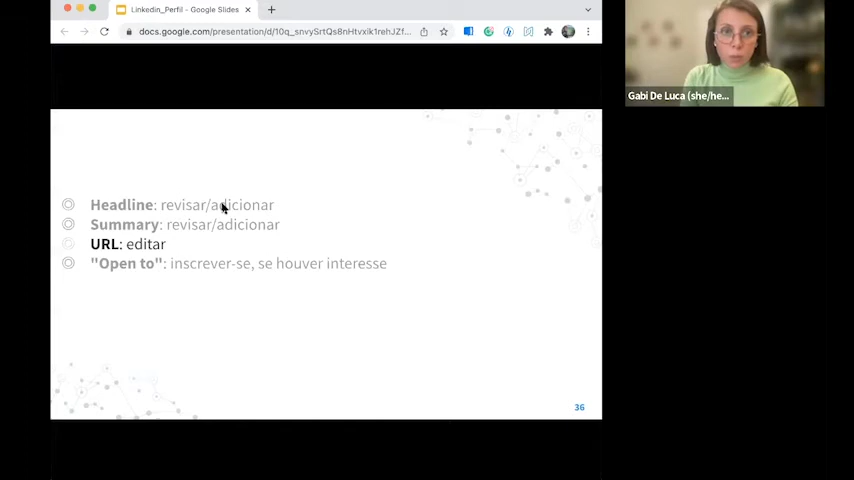 Linkedin_Perfil - Google Slides
docs.google.com/presentation/d/10q_snvySrtQs8nHtvxik1rehJZf...
Gabi De Luca (she/he...
Headline: revisar/adicionar
Summary: revisar/adicionar
URL: editar
"Open to": inscrever-se, se houver interesse
36